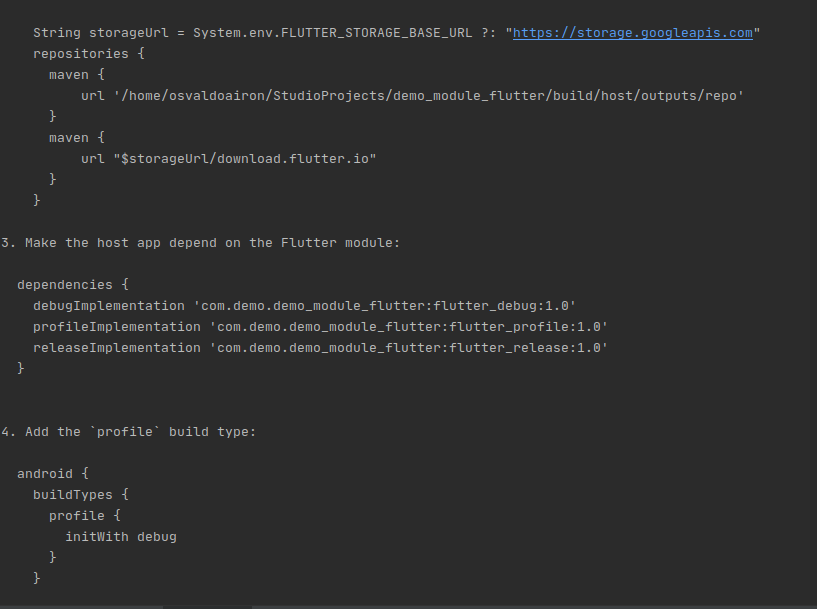 String storageUrl = System.env.FLUTTER_STORAGE_BASE_URL ?: "https://storage.googleapis.com"
repositories {
maven {
url '/home/osvaldoairon/StudioProjects/demo_module_flutter/build/host/outputs/repo'
}
maven {
url "$storageUrl/download.flutter.io"
}
}
3. Make the host app depend on the Flutter module:
dependencies {
debugImplementation 'com.demo.demo_module_flutter:flutter_debug:1.0'
profileImplementation 'com.demo.demo_module_flutter:flutter_profile:1.0'
releaseImplementation 'com.demo.demo_module_flutter:flutter_release:1.0'
}
4. Add the `profile` build type:
android {
buildTypes {
profile {
initWith debug
}
}